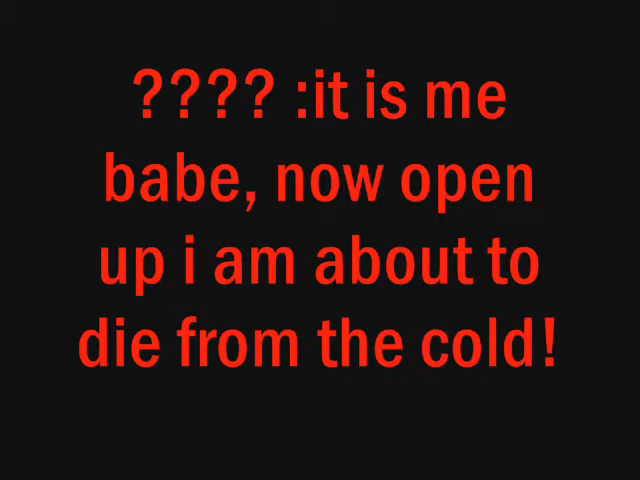 ???? :it is me
babe, now open
up i am about to
die from the cold!